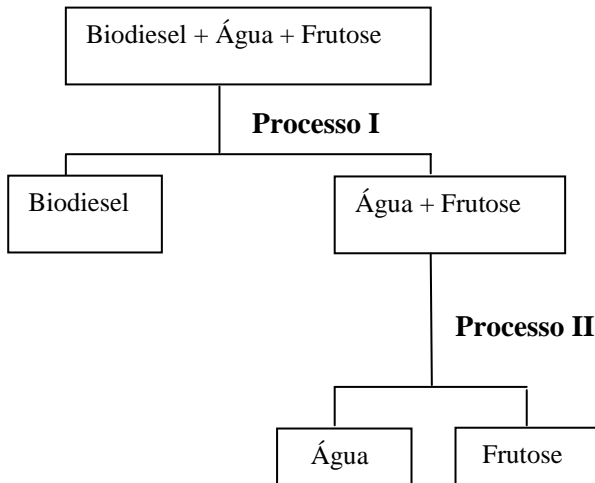 Biodiesel + Água + Frutose
Processo I
Biodiesel
Água + Frutose
Processo II
Água
Frutose